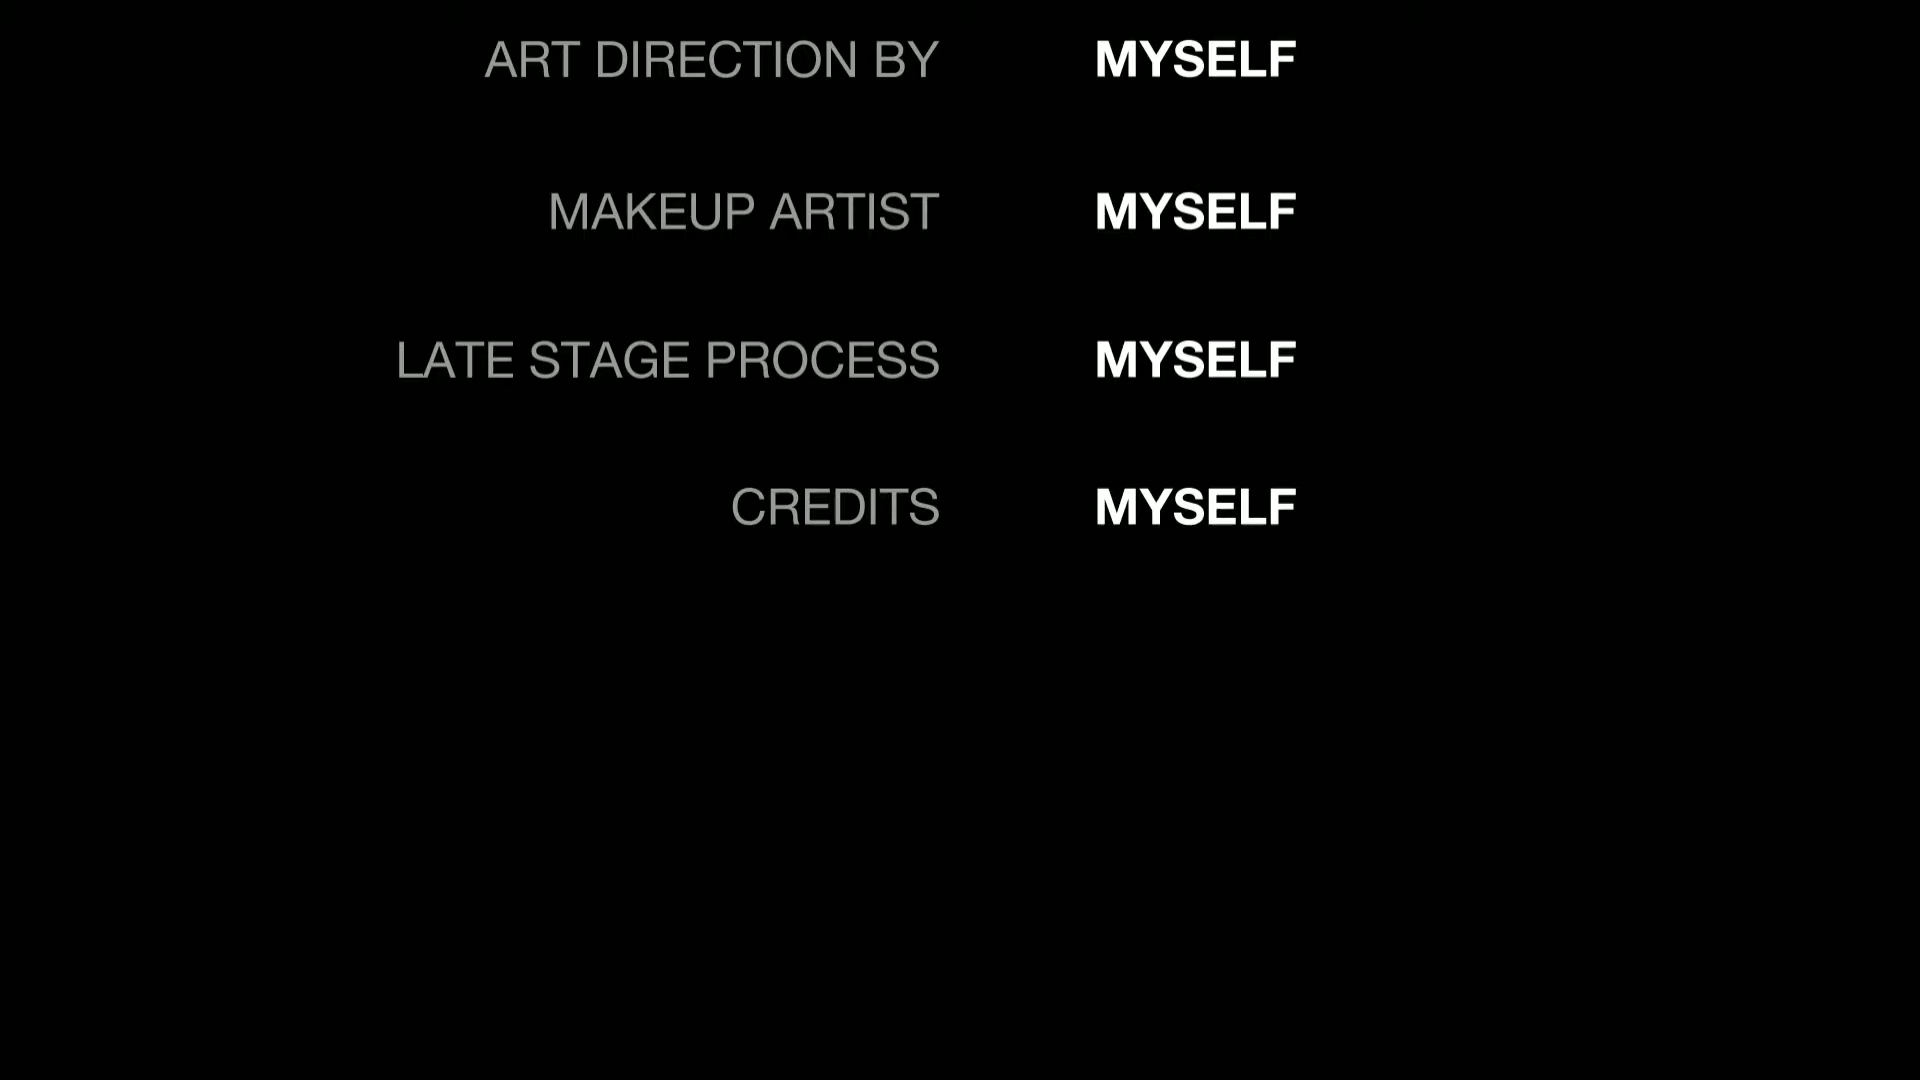 ART DIRECTION BY MYSELF
MAKEUP ARTIST MYSELF
LATE STAGE PROCESS MYSELF
CREDITS MYSELF